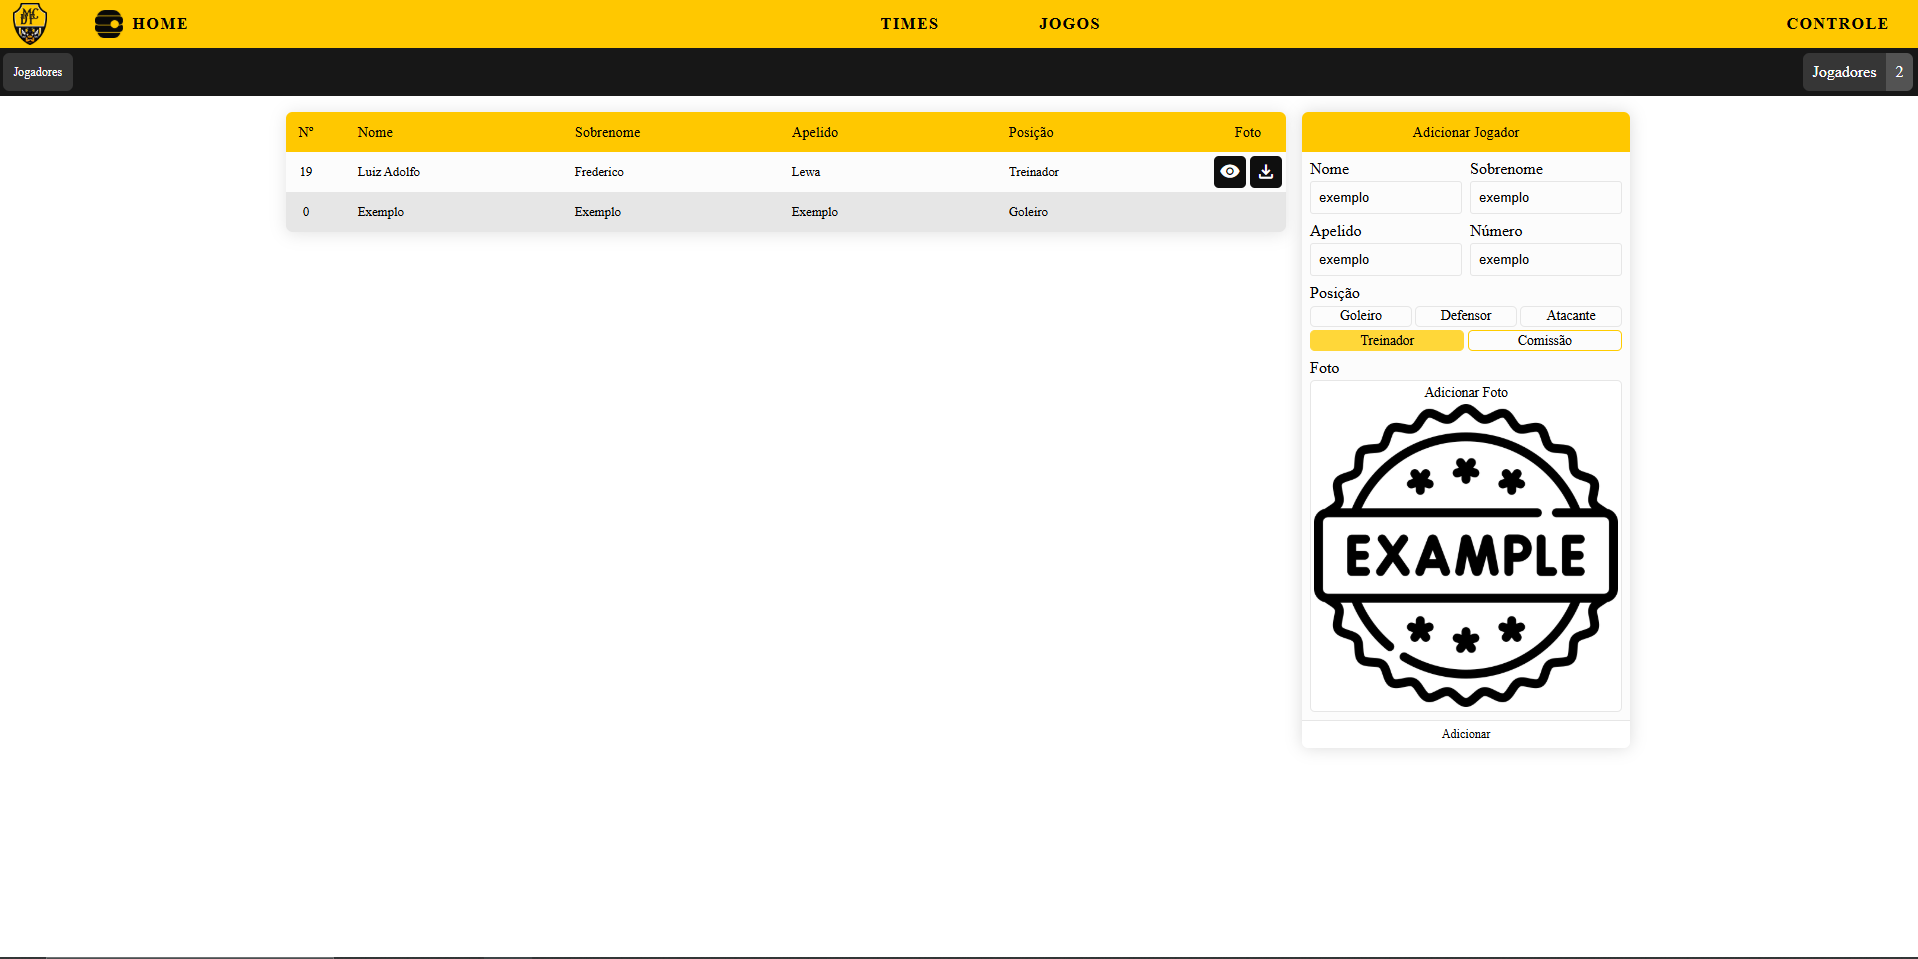 HOME TIMES JOGOS CONTROLE
Jogadores Jogadores 2
Nº Nome Sobrenome Apelido Posição Foto
19 Luiz Adolfo Frederico Lewa Treinador
0 Exemplo Exemplo Exemplo Goleiro
Adicionar Jogador
Nome Sobrenome
exemplo exemplo
Apelido Número
exemplo exemplo
Posição
Goleiro Defensor Atacante
Treinador Comissão
Foto
Adicionar Foto
EXAMPLE
Adicionar